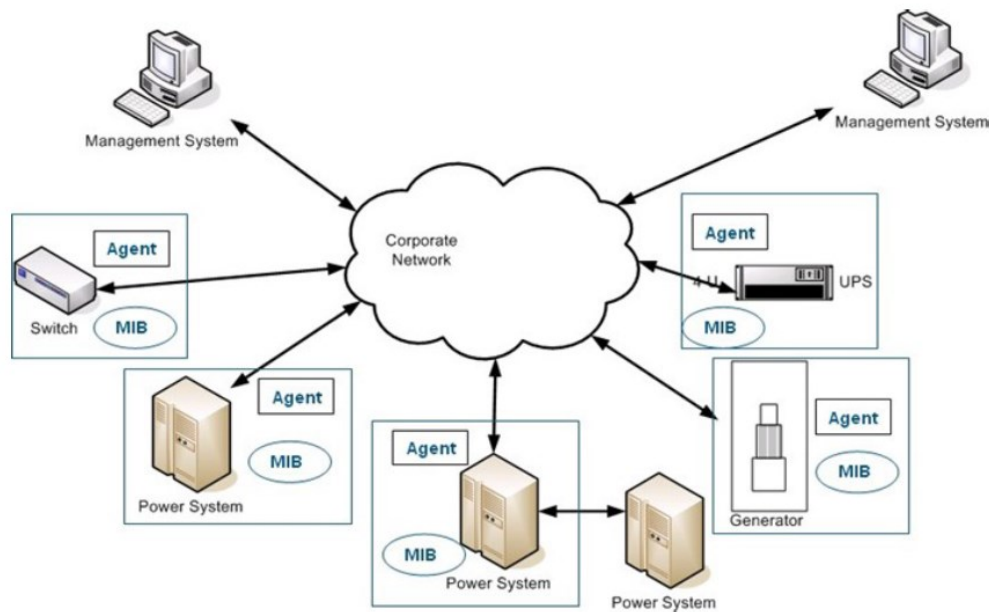 Management System
Management System
Corporate
Network
Agent
Switch
MIB
Agent
4 U
UPS
MIB
Agent
MIB
Power System
Agent
MIB
Power System
Power System
Agent
MIB
Generator